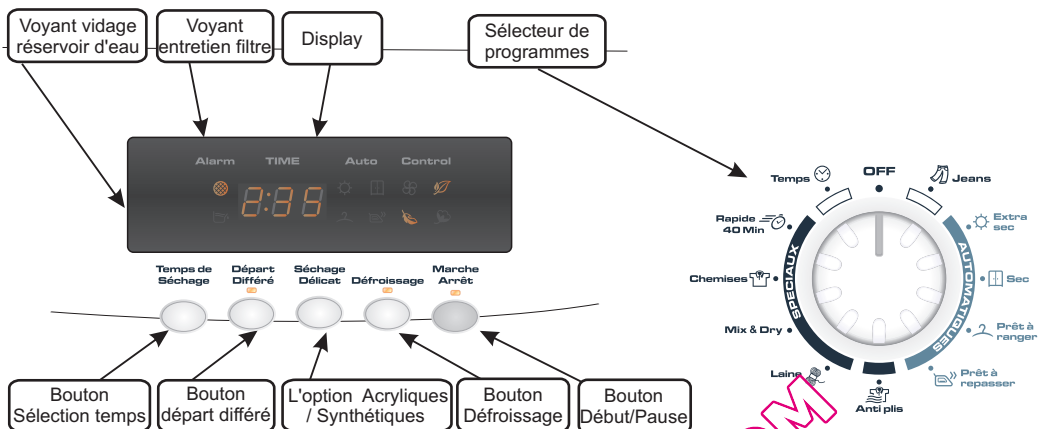 Voyant vidage
réservoir d'eau
Voyant
entretien filtre
Display
Sélecteur de
programmes
Alarm TIME Auto Control
2:35
Temps de
Séchage
Départ
Différé
Séchage
Délicat
Défroissage
Marche
Arrêt
Bouton
Sélection temps
Bouton
départ différé
L'option Acryliques
/ Synthétiques
Bouton
Défroissage
Bouton
Début/Pause
OFF
Temps
Jeans
Rapide
40 Min
Extra
sec
Chemises
Sec
Mix & Dry
Prêt à
ranger
Laine
Prêt à
repasser
Anti plis
SPECIAUX
AUTOMATIQUES
OM